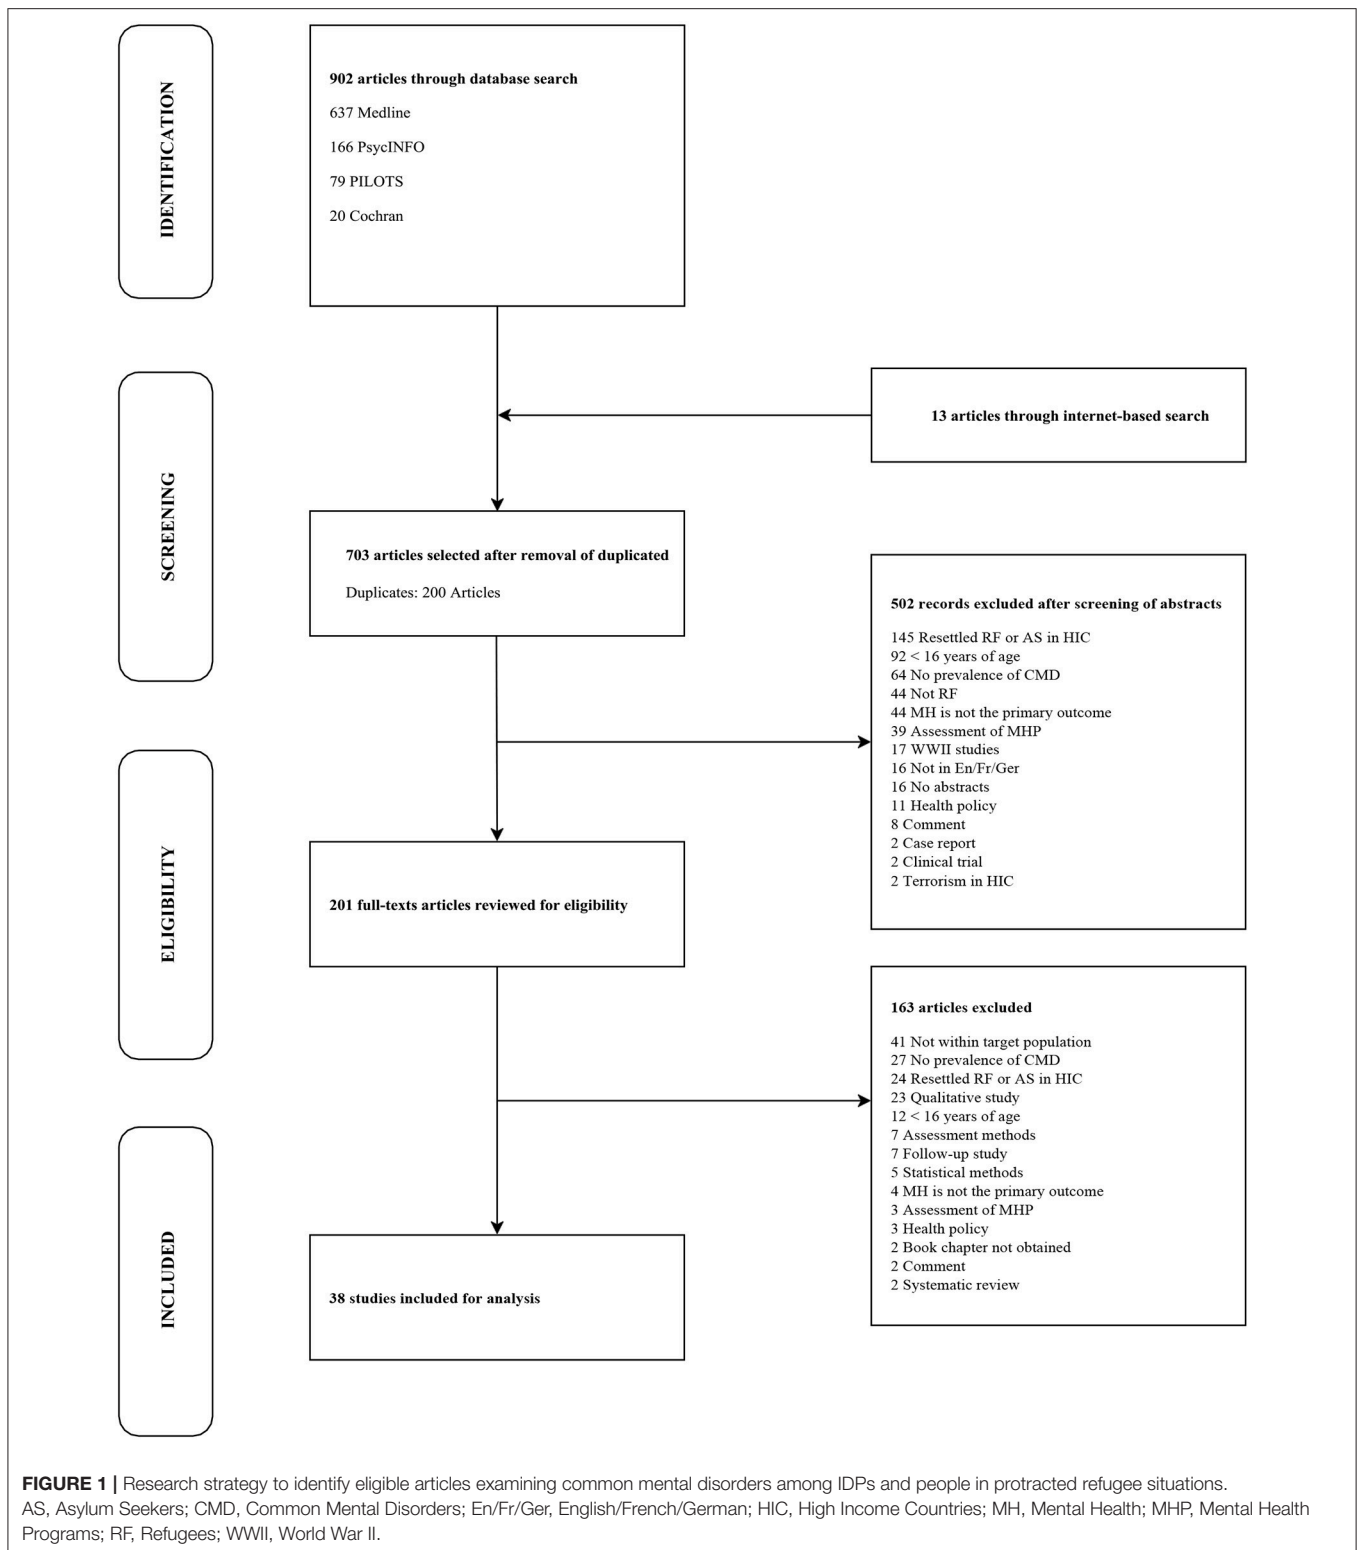 IDENTIFICATION
902 articles through database search
637 Medline
166 PsycINFO
79 PILOTS
20 Cochran
13 articles through internet-based search
SCREENING
703 articles selected after removal of duplicated
Duplicates: 200 Articles
502 records excluded after screening of abstracts
145 Resettled RF or AS in HIC
92 < 16 years of age
64 No prevalence of CMD
44 Not RF
44 MH is not the primary outcome
39 Assessment of MHP
17 WWII studies
16 Not in En/Fr/Ger
16 No abstracts
11 Health policy
8 Comment
2 Case report
2 Clinical trial
2 Terrorism in HIC
ELIGIBILITY
201 full-texts articles reviewed for eligibility
163 articles excluded
41 Not within target population
27 No prevalence of CMD
24 Resettled RF or AS in HIC
23 Qualitative study
12 < 16 years of age
7 Assessment methods
7 Follow-up study
5 Statistical methods
4 MH is not the primary outcome
3 Assessment of MHP
3 Health policy
2 Book chapter not obtained
2 Comment
2 Systematic review
INCLUDED
38 studies included for analysis
FIGURE 1 | Research strategy to identify eligible articles examining common mental disorders among IDPs and people in protracted refugee situations.
AS, Asylum Seekers; CMD, Common Mental Disorders; En/Fr/Ger, English/French/German; HIC, High Income Countries; MH, Mental Health; MHP, Mental Health
Programs; RF, Refugees; WWII, World War II.